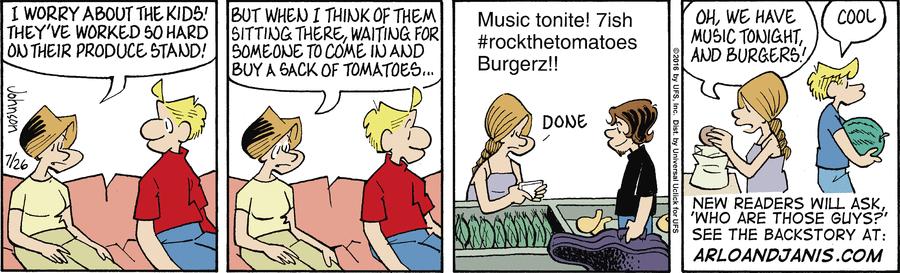 I WORRY ABOUT THE KIDS!
THEY'VE WORKED SO HARD
ON THEIR PRODUCE STAND!
Johnson
7/26
BUT WHEN I THINK OF THEM
SITTING THERE, WAITING FOR
SOMEONE TO COME IN AND
BUY A SACK OF TOMATOES...
Music tonite! 7ish
#rockthetomatoes
Burgerz!!
DONE
©2016 by UFS, Inc. Dist. by Universal Uclick for UFS
OH, WE HAVE
MUSIC TONIGHT,
AND BURGERS!
COOL
NEW READERS WILL ASK,
'WHO ARE THOSE GUYS?'
SEE THE BACKSTORY AT:
ARLOANDJANIS.COM